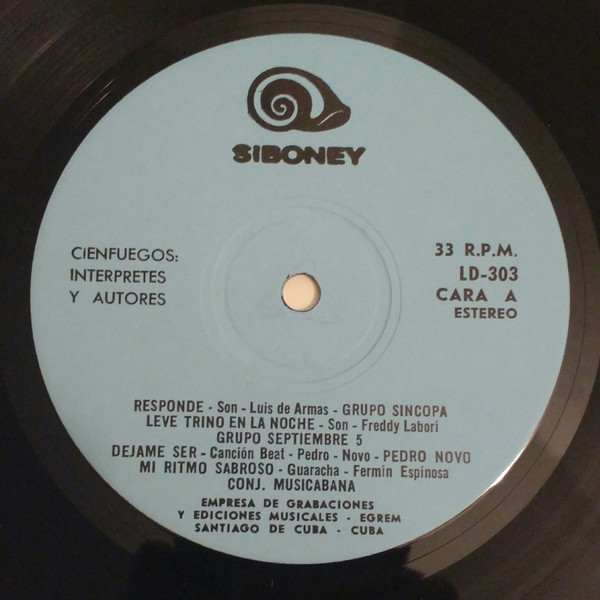 SIBONEY
CIENFUEGOS:
INTERPRETES
Y AUTORES
33 R.P.M.
LD-303
CARA A
ESTEREO
RESPONDE - Son - Luis de Armas - GRUPO SINCOPA
LEVE TRINO EN LA NOCHE - Son - Freddy Laborí
GRUPO SEPTIEMBRE 5
DEJAME SER - Canción Beat - Pedro - Novo - PEDRO NOVO
MI RITMO SABROSO - Guaracha - Fermín Espinosa
CONJ. MUSICABANA
EMPRESA DE GRABACIONES
Y EDICIONES MUSICALES - EGREM
SANTIAGO DE CUBA - CUBA